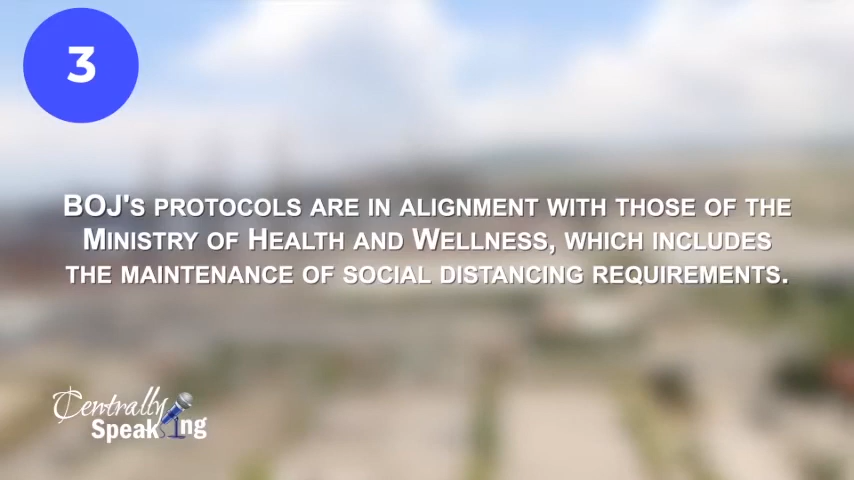 3
BOJ's protocols are in alignment with those of the
Ministry of Health and Wellness, which includes
the maintenance of social distancing requirements.
Centrally
Speaking